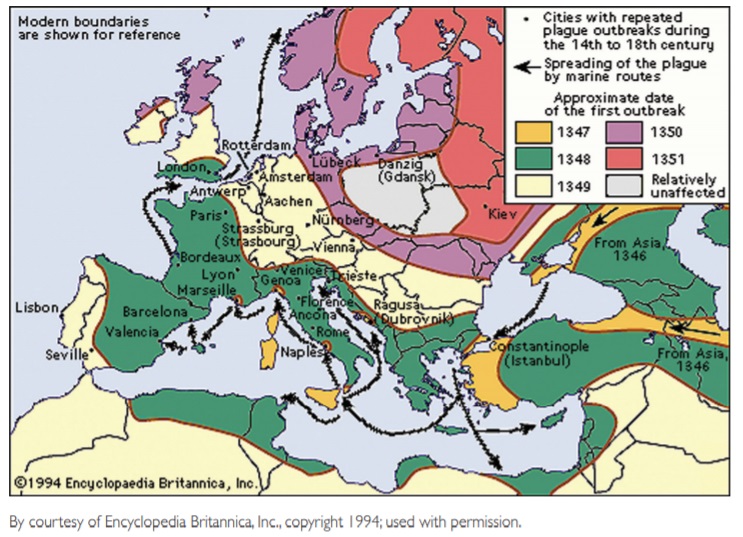 Modern boundaries
are shown for reference
Cities with repeated
plague outbreaks during
the 14th to 18th century
Spreading of the plague
by marine routes
Approximate date
of the first outbreak
1347
1350
1348
1351
1349
Relatively
unaffected
Rotterdam
London
Amsterdam
Lübeck
Danzig
(Gdansk)
Antwerp
Aachen
Paris
Nürnberg
Kiev
Strassburg
(Strasbourg)
Vienna
From Asia,
1346
Bordeaux
Lyon
Venice
Trieste
Marseille
Genoa
Lisbon
Barcelona
Florence
Ragusa
(Dubrovnik)
Ancona
Valencia
Rome
Seville
Naples
Constantinople
(Istanbul)
From Asia,
1346
©1994 Encyclopaedia Britannica, Inc.
By courtesy of Encyclopedia Britannica, Inc., copyright 1994; used with permission.